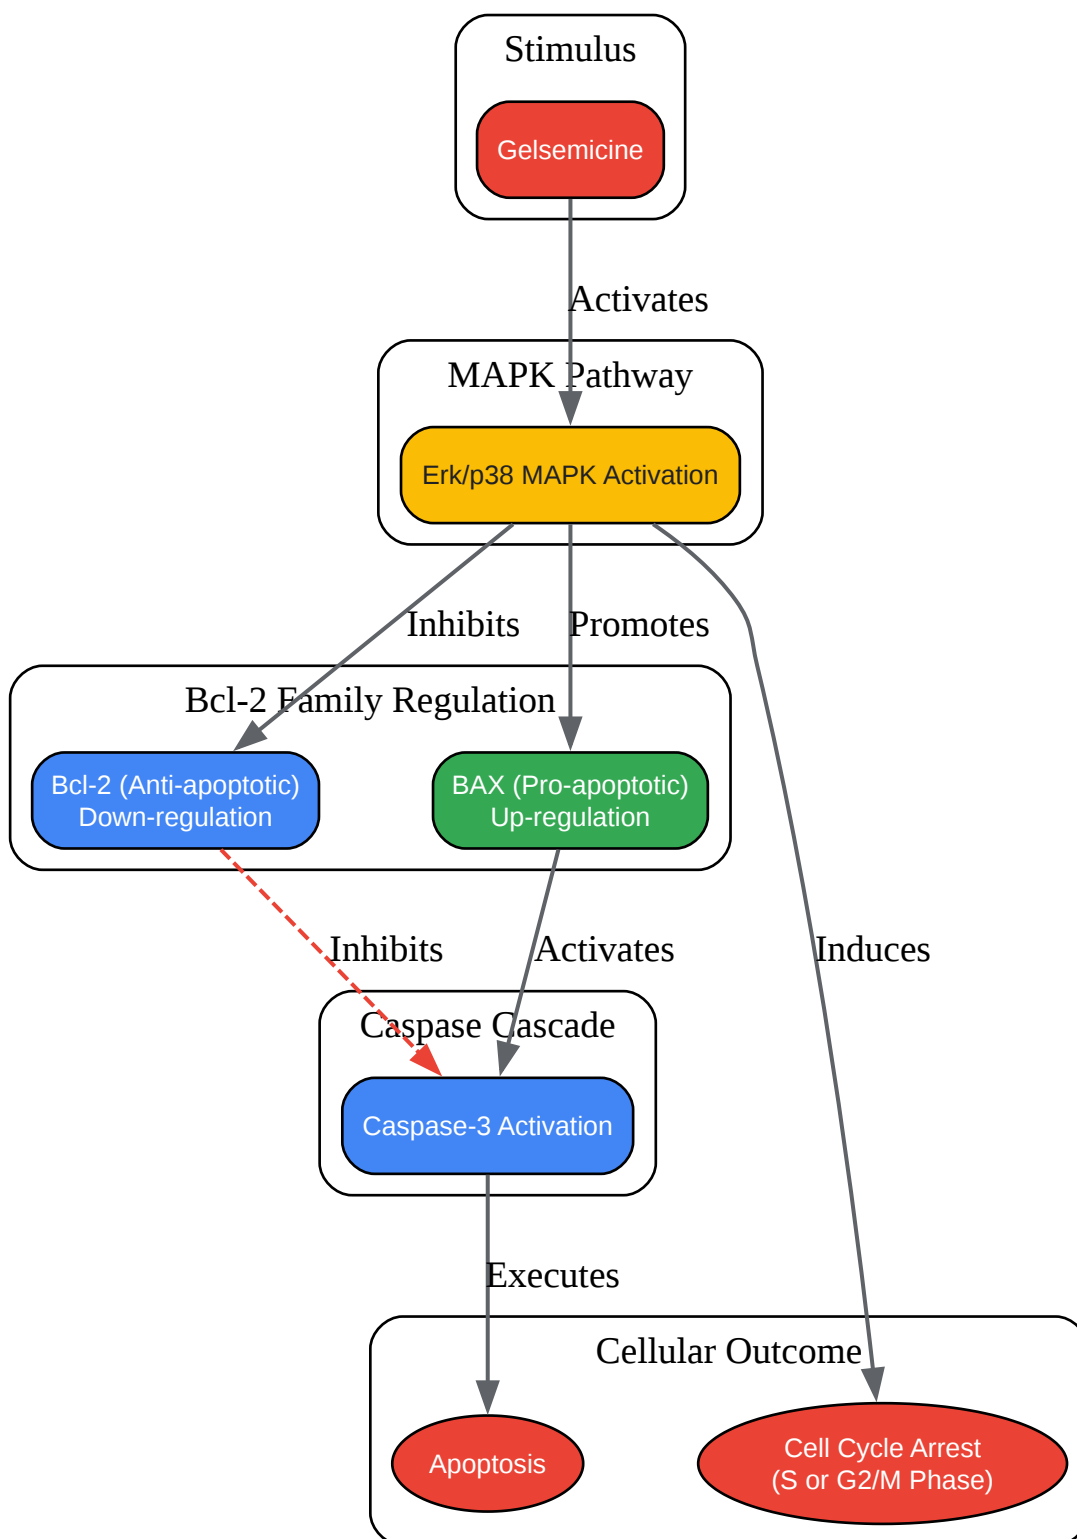 Stimulus
Gelsemicine
Activates
MAPK Pathway
Erk/p38 MAPK Activation
Inhibits
Promotes
Bcl-2 Family Regulation
Bcl-2 (Anti-apoptotic)
Down-regulation
BAX (Pro-apoptotic)
Up-regulation
Inhibits
Activates
Induces
Caspase Cascade
Caspase-3 Activation
Executes
Cellular Outcome
Apoptosis
Cell Cycle Arrest
(S or G2/M Phase)